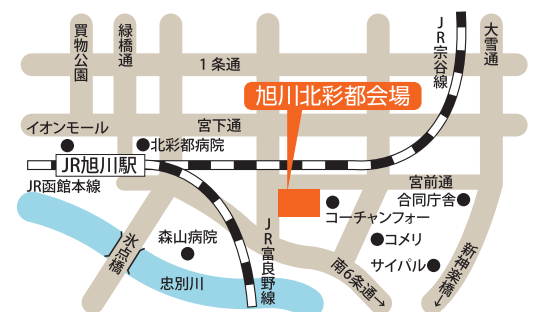 買物公園
緑橋通
JR宗谷線
大雪通
1条通
旭川北彩都会場
イオンモール
宮下通
北彩都病院
JR旭川駅
宮前通
JR函館本線
合同庁舎
コーチャンフォー
氷点橋
森山病院
JR富良野線
コメリ
新神楽橋→
サイパル
忠別川
南6条通→